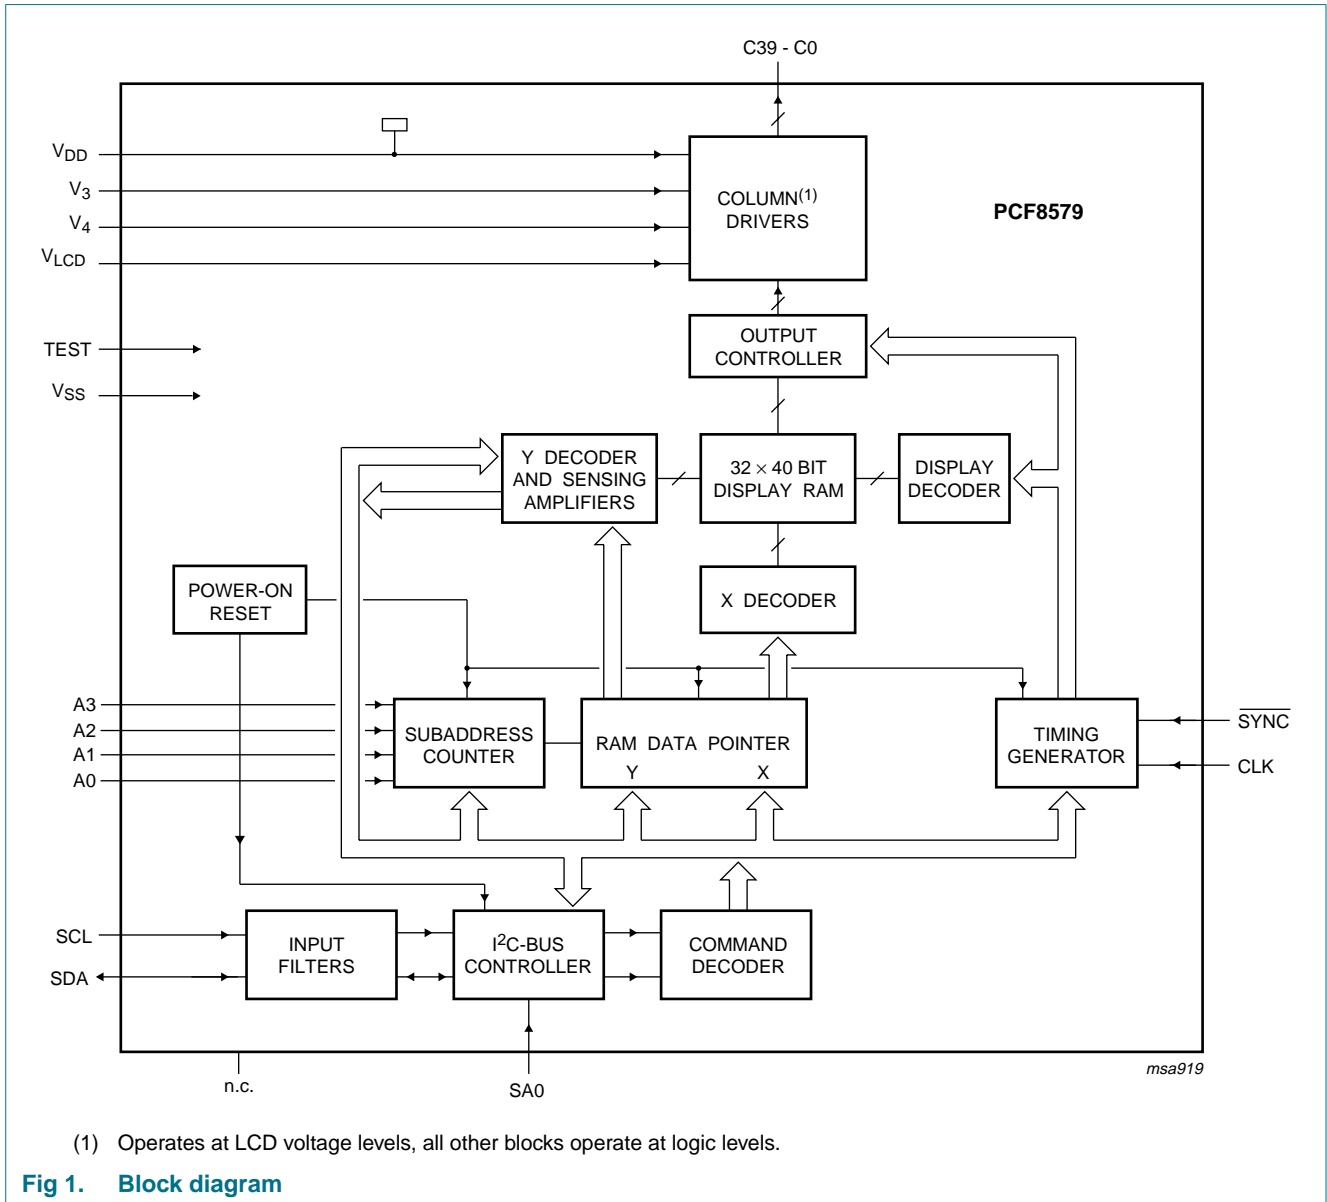 C39 - C0
VDD
V3
V4
VLCD
COLUMN(1)
DRIVERS
PCF8579
TEST
VSS
OUTPUT
CONTROLLER
Y DECODER
AND SENSING
AMPLIFIERS
32 × 40 BIT
DISPLAY RAM
DISPLAY
DECODER
POWER-ON
RESET
X DECODER
A3
A2
A1
A0
SUBADDRESS
COUNTER
RAM DATA POINTER
Y X
TIMING
GENERATOR
SYNC
CLK
SCL
SDA
INPUT
FILTERS
I2C-BUS
CONTROLLER
COMMAND
DECODER
n.c.
SA0
msa919
(1) Operates at LCD voltage levels, all other blocks operate at logic levels.
Fig 1. Block diagram